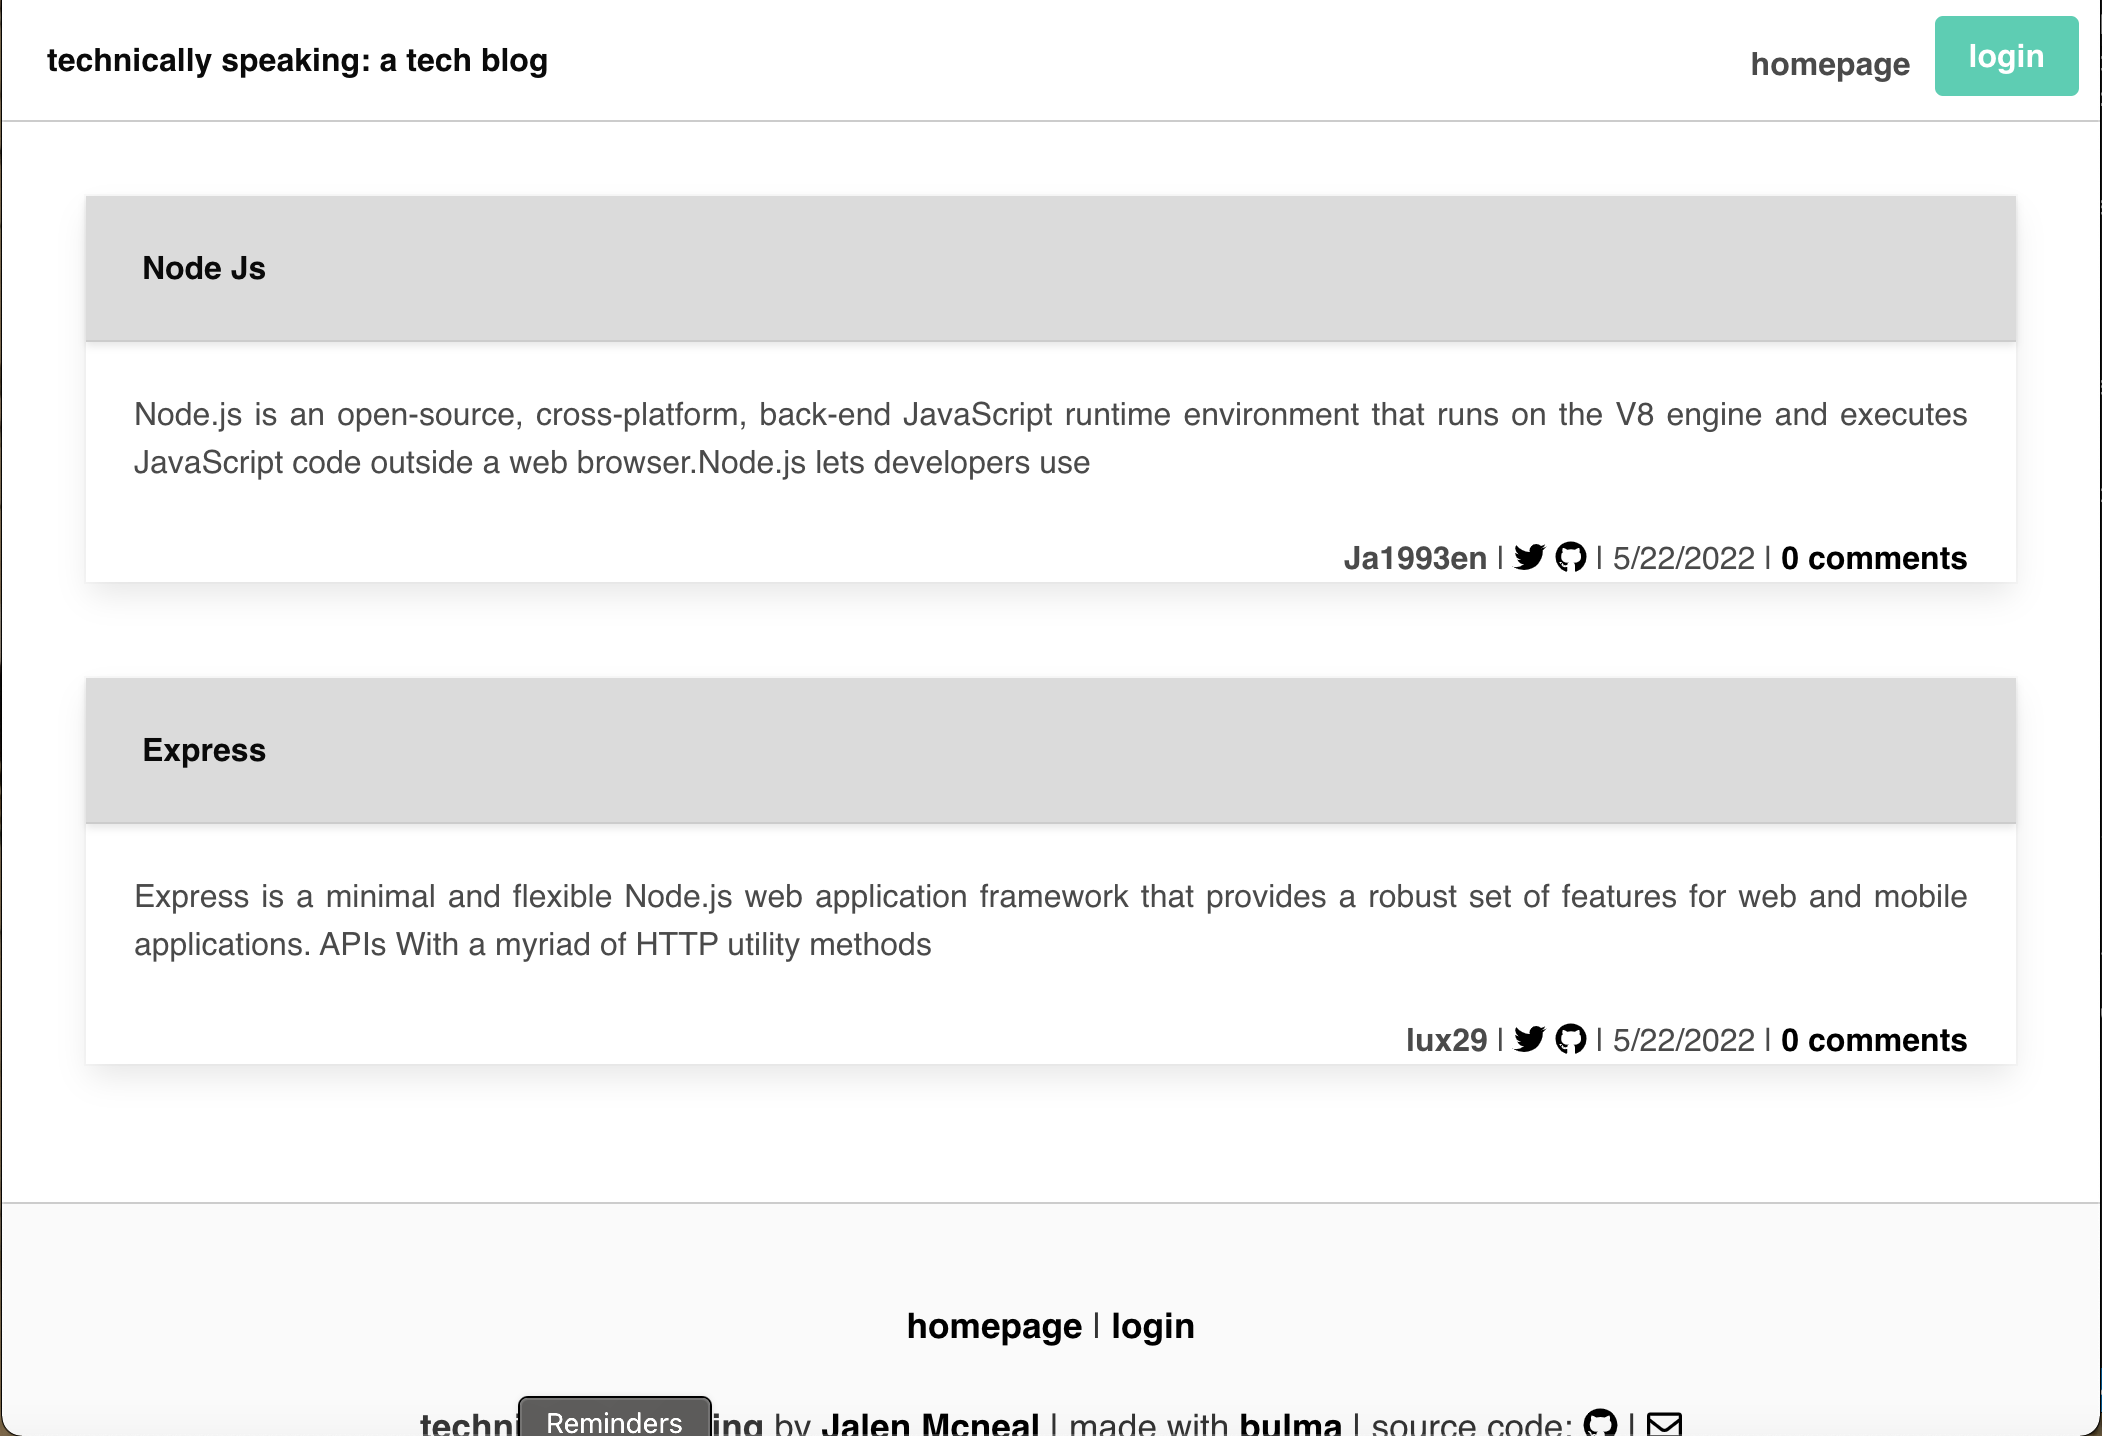 technically speaking: a tech blog
homepage
login
Node Js
Node.js is an open-source, cross-platform, back-end JavaScript runtime environment that runs on the V8 engine and executes
JavaScript code outside a web browser.Node.js lets developers use
Ja1993en | | 5/22/2022 | 0 comments
Express
Express is a minimal and flexible Node.js web application framework that provides a robust set of features for web and mobile
applications. APIs With a myriad of HTTP utility methods
lux29 | | 5/22/2022 | 0 comments
homepage | login
techni Reminders ing by Jalen Mcneal | made with bulma | source code: |